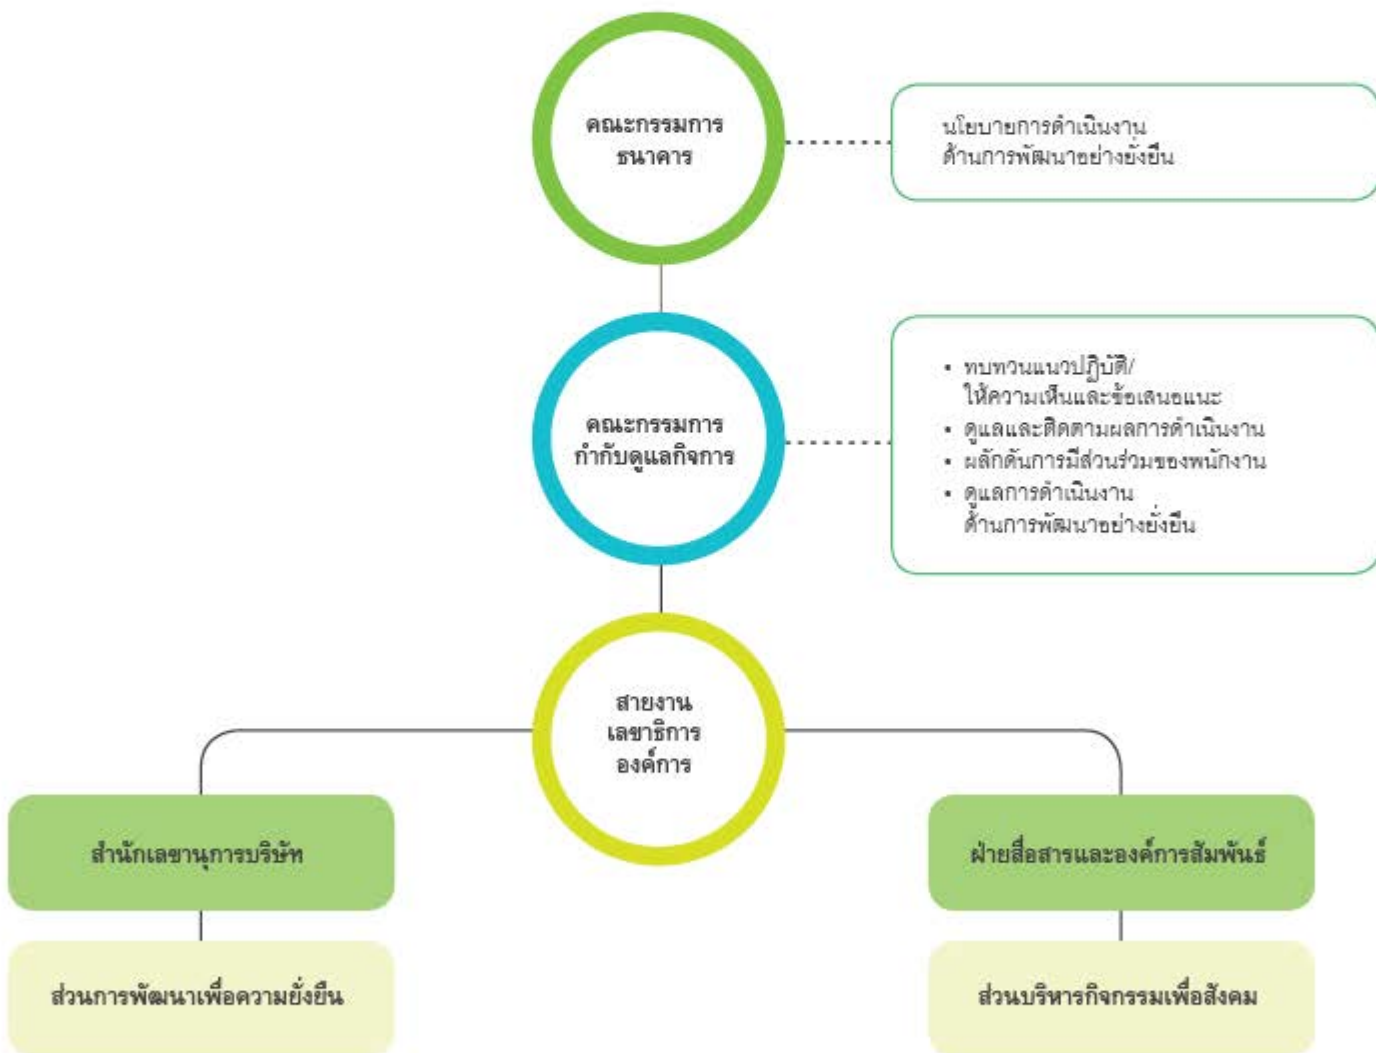 คณะกรรมการ
ธนาคาร
นโยบายการดำเนินงาน
ด้านการพัฒนาอย่างยั่งยืน
คณะกรรมการ
กำกับดูแลกิจการ
• ทบทวนแนวปฏิบัติ/
ให้ความเห็นและข้อเสนอแนะ
• ดูแลและติดตามผลการดำเนินงาน
• ผลักดันการมีส่วนร่วมของพนักงาน
• ดูแลการดำเนินงาน
ด้านการพัฒนาอย่างยั่งยืน
สายงาน
เลขาธิการ
องค์การ
สำนักเลขานุการบริษัท
ฝ่ายสื่อสารและองค์การสัมพันธ์
ส่วนการพัฒนาเพื่อความยั่งยืน
ส่วนบริหารกิจกรรมเพื่อสังคม